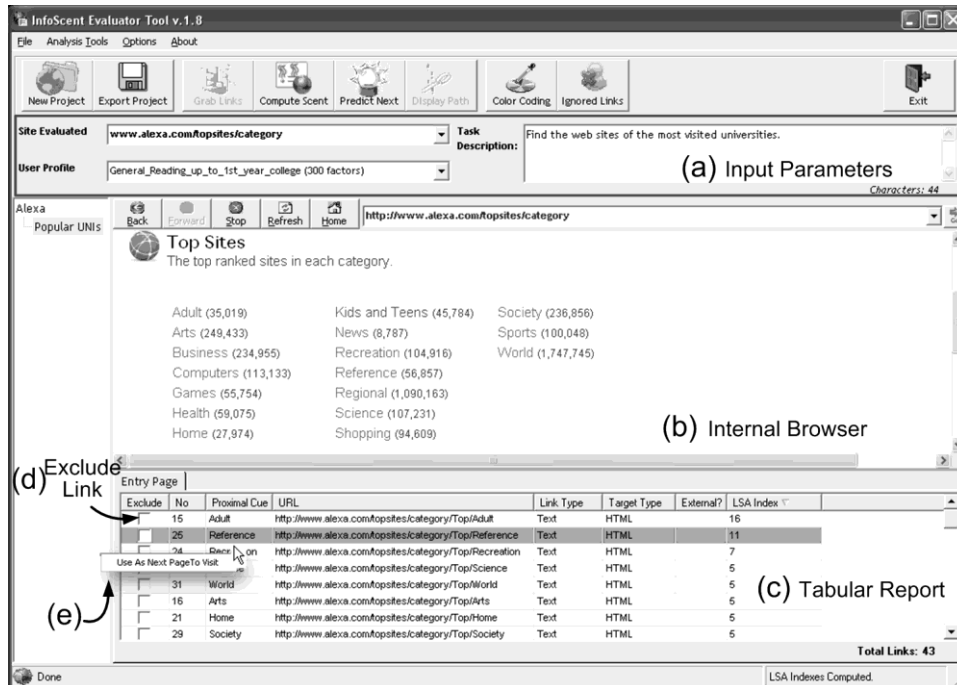 InfoScent Evaluator Tool v.1.8
File Analysis Tools Options About
New Project Export Project Grab Links Compute Scent Predict Next Display Path Color Coding Ignored Links Exit
Site Evaluated www.alexa.com/topsites/category Task Description: Find the web sites of the most visited universities.
User Profile General_Reading_up_to_1st_year_college (300 factors) (a) Input Parameters
Characters: 44
Alexa
Popular UNIs
Back Forward Stop Refresh Home http://www.alexa.com/topsites/category
Top Sites
The top ranked sites in each category.
Adult (35,019) Kids and Teens (45,784) Society (236,856)
Arts (249,433) News (8,787) Sports (100,048)
Business (234,955) Recreation (104,916) World (1,747,745)
Computers (113,133) Reference (56,857)
Games (55,754) Regional (1,090,163)
Health (59,075) Science (107,231)
Home (27,974) Shopping (94,609)
(b) Internal Browser
(d) Exclude Link
Entry Page
Exclude No Proximal Cue URL Link Type Target Type External? LSA Index
15 Adult http://www.alexa.com/topsites/category/Top/Adult Text HTML 16
25 Reference http://www.alexa.com/topsites/category/Top/Reference Text HTML 11
24 http://www.alexa.com/topsites/category/Top/Recreation Text HTML 7
Use As Next PageTo Visit
http://www.alexa.com/topsites/category/Top/Science Text HTML 5
31 World http://www.alexa.com/topsites/category/Top/World Text HTML 5
16 Arts http://www.alexa.com/topsites/category/Top/Arts Text HTML 5
21 Home http://www.alexa.com/topsites/category/Top/Home Text HTML 5
29 Society http://www.alexa.com/topsites/category/Top/Society Text HTML 5
(c) Tabular Report
(e)
Total Links: 43
Done LSA Indexes Computed.